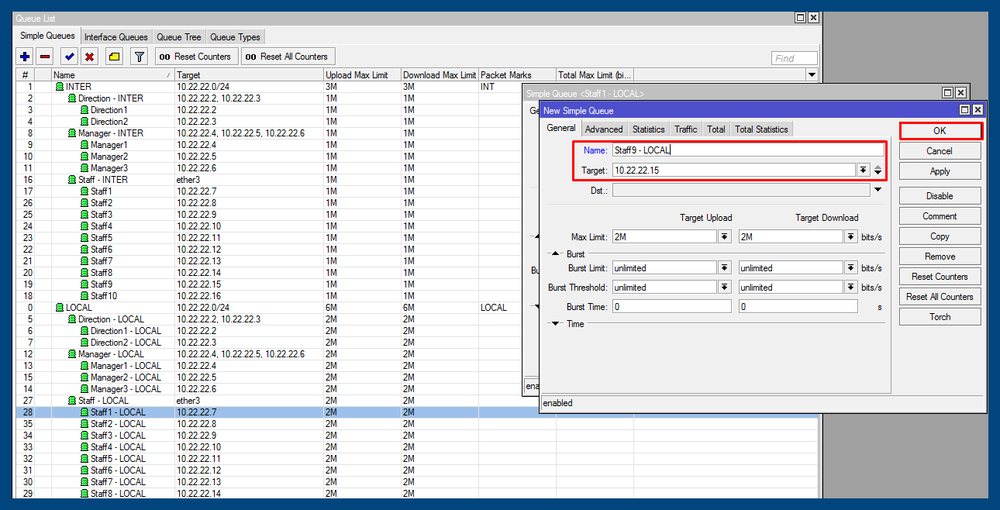 Queue List
Simple Queues Interface Queues Queue Tree Queue Types
00 Reset Counters 00 Reset All Counters Find
# Name / Target Upload Max Limit Download Max Limit Packet Marks Total Max Limit (bi...
1 INTER 10.22.22.0/24 3M 3M INT
2 Direction - INTER 10.22.22.2, 10.22.22.3 1M 1M
3 Direction1 10.22.22.2 1M 1M
4 Direction2 10.22.22.3 1M 1M
8 Manager - INTER 10.22.22.4, 10.22.22.5, 10.22.22.6 1M 1M
9 Manager1 10.22.22.4 1M 1M
10 Manager2 10.22.22.5 1M 1M
11 Manager3 10.22.22.6 1M 1M
16 Staff - INTER ether3 1M 1M
17 Staff1 10.22.22.7 1M 1M
26 Staff2 10.22.22.8 1M 1M
25 Staff3 10.22.22.9 1M 1M
24 Staff4 10.22.22.10 1M 1M
23 Staff5 10.22.22.11 1M 1M
22 Staff6 10.22.22.12 1M 1M
21 Staff7 10.22.22.13 1M 1M
20 Staff8 10.22.22.14 1M 1M
19 Staff9 10.22.22.15 1M 1M
18 Staff10 10.22.22.16 1M 1M
0 LOCAL 10.22.22.0/24 6M 6M LOCAL
5 Direction - LOCAL 10.22.22.2, 10.22.22.3 2M 2M
6 Direction1 - LOCAL 10.22.22.2 2M 2M
7 Direction2 - LOCAL 10.22.22.3 2M 2M
12 Manager - LOCAL 10.22.22.4, 10.22.22.5, 10.22.22.6 2M 2M
13 Manager1 - LOCAL 10.22.22.4 2M 2M
15 Manager2 - LOCAL 10.22.22.5 2M 2M
14 Manager3 - LOCAL 10.22.22.6 2M 2M
27 Staff - LOCAL ether3 2M 2M
28 Staff1 - LOCAL 10.22.22.7 2M 2M
35 Staff2 - LOCAL 10.22.22.8 2M 2M
34 Staff3 - LOCAL 10.22.22.9 2M 2M
33 Staff4 - LOCAL 10.22.22.10 2M 2M
32 Staff5 - LOCAL 10.22.22.11 2M 2M
31 Staff6 - LOCAL 10.22.22.12 2M 2M
30 Staff7 - LOCAL 10.22.22.13 2M 2M
29 Staff8 - LOCAL 10.22.22.14 2M 2M
Simple Queue <Staff1 - LOCAL>
Ge
Bu
ena
New Simple Queue
General Advanced Statistics Traffic Total Total Statistics
Name: Staff9 - LOCAL
Target: 10.22.22.15
Dst.:
Target Upload Target Download
Max Limit: 2M 2M bits/s
Burst
Burst Limit: unlimited unlimited bits/s
Burst Threshold: unlimited unlimited bits/s
Burst Time: 0 0 s
Time
enabled
OK
Cancel
Apply
Disable
Comment
Copy
Remove
Reset Counters
Reset All Counters
Torch